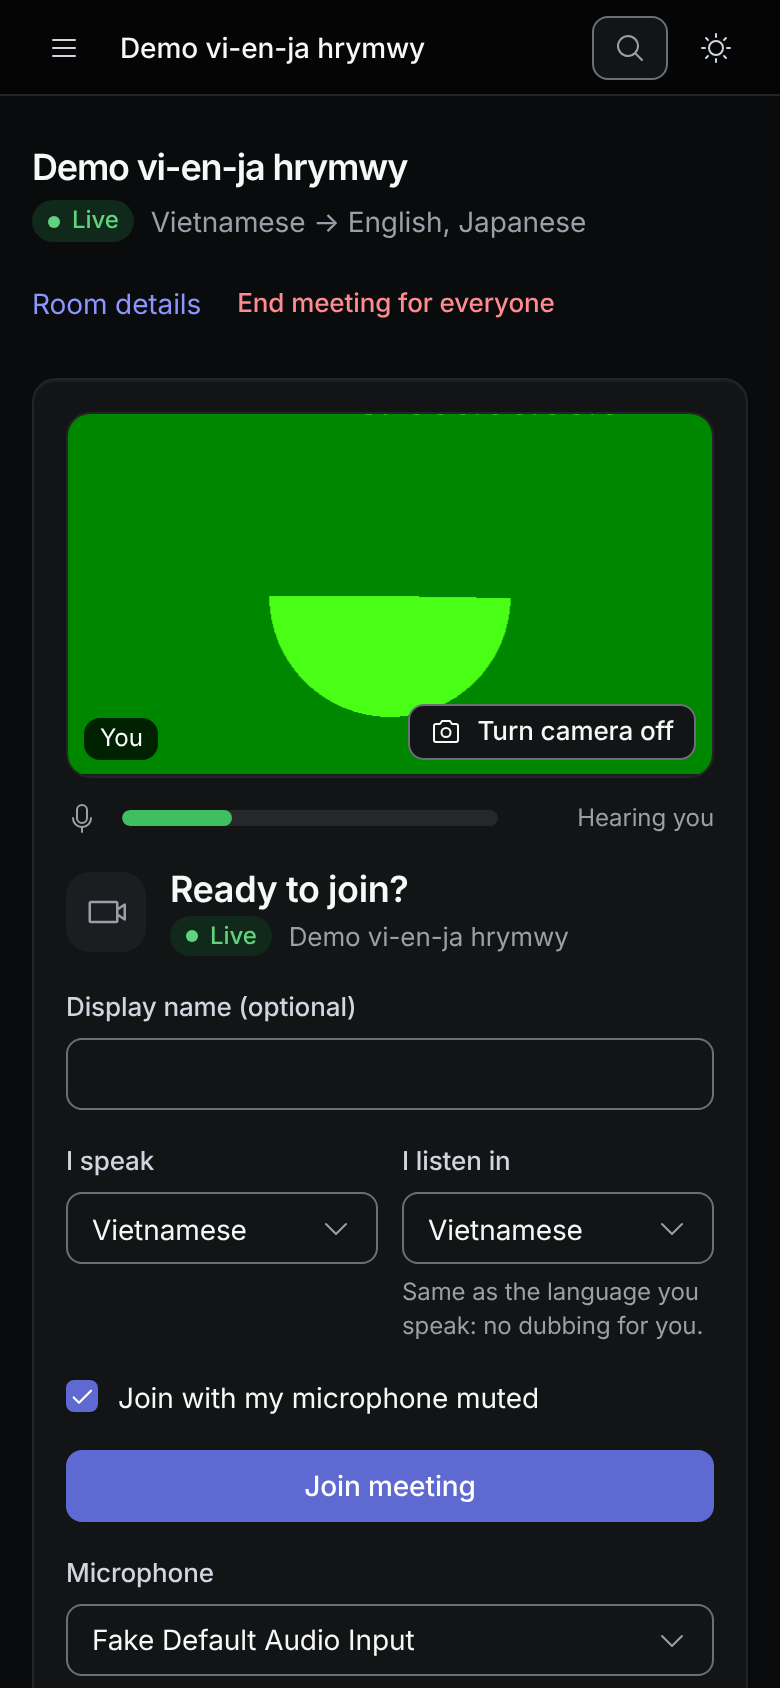 Demo vi-en-ja hrymwy
Demo vi-en-ja hrymwy
Live
Vietnamese → English, Japanese
Room details
End meeting for everyone
You
Turn camera off
Hearing you
Ready to join?
Live
Demo vi-en-ja hrymwy
Display name (optional)
I speak
I listen in
Vietnamese
Vietnamese
Same as the language you
speak: no dubbing for you.
Join with my microphone muted
Join meeting
Microphone
Fake Default Audio Input